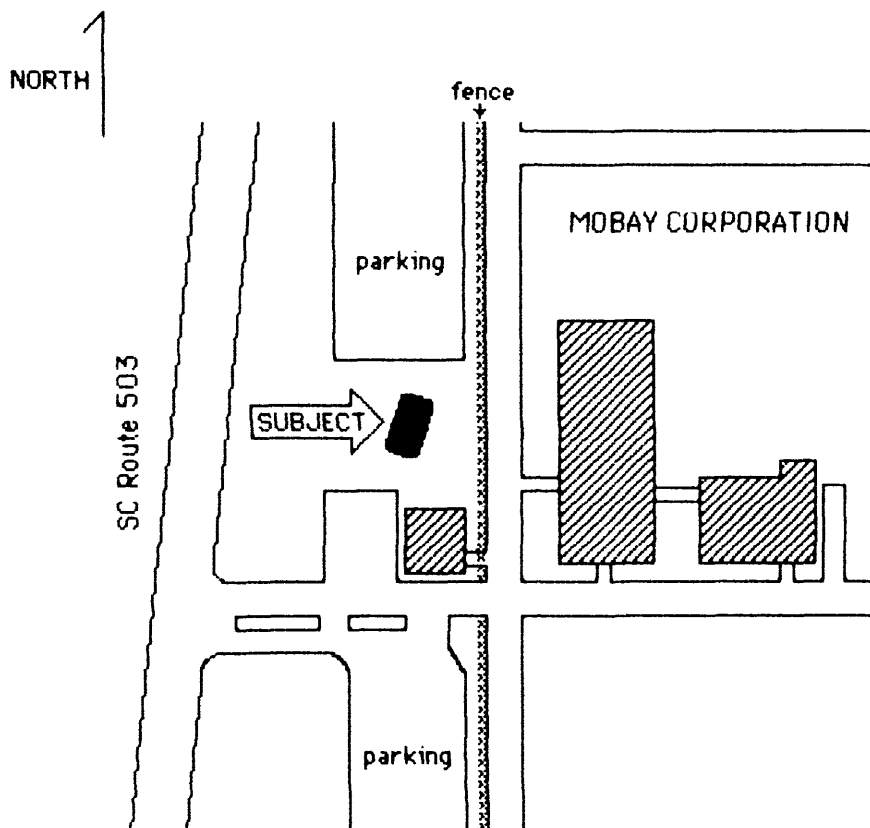 NORTH
fence
MOBAY CORPORATION
parking
SC Route 503
SUBJECT
parking